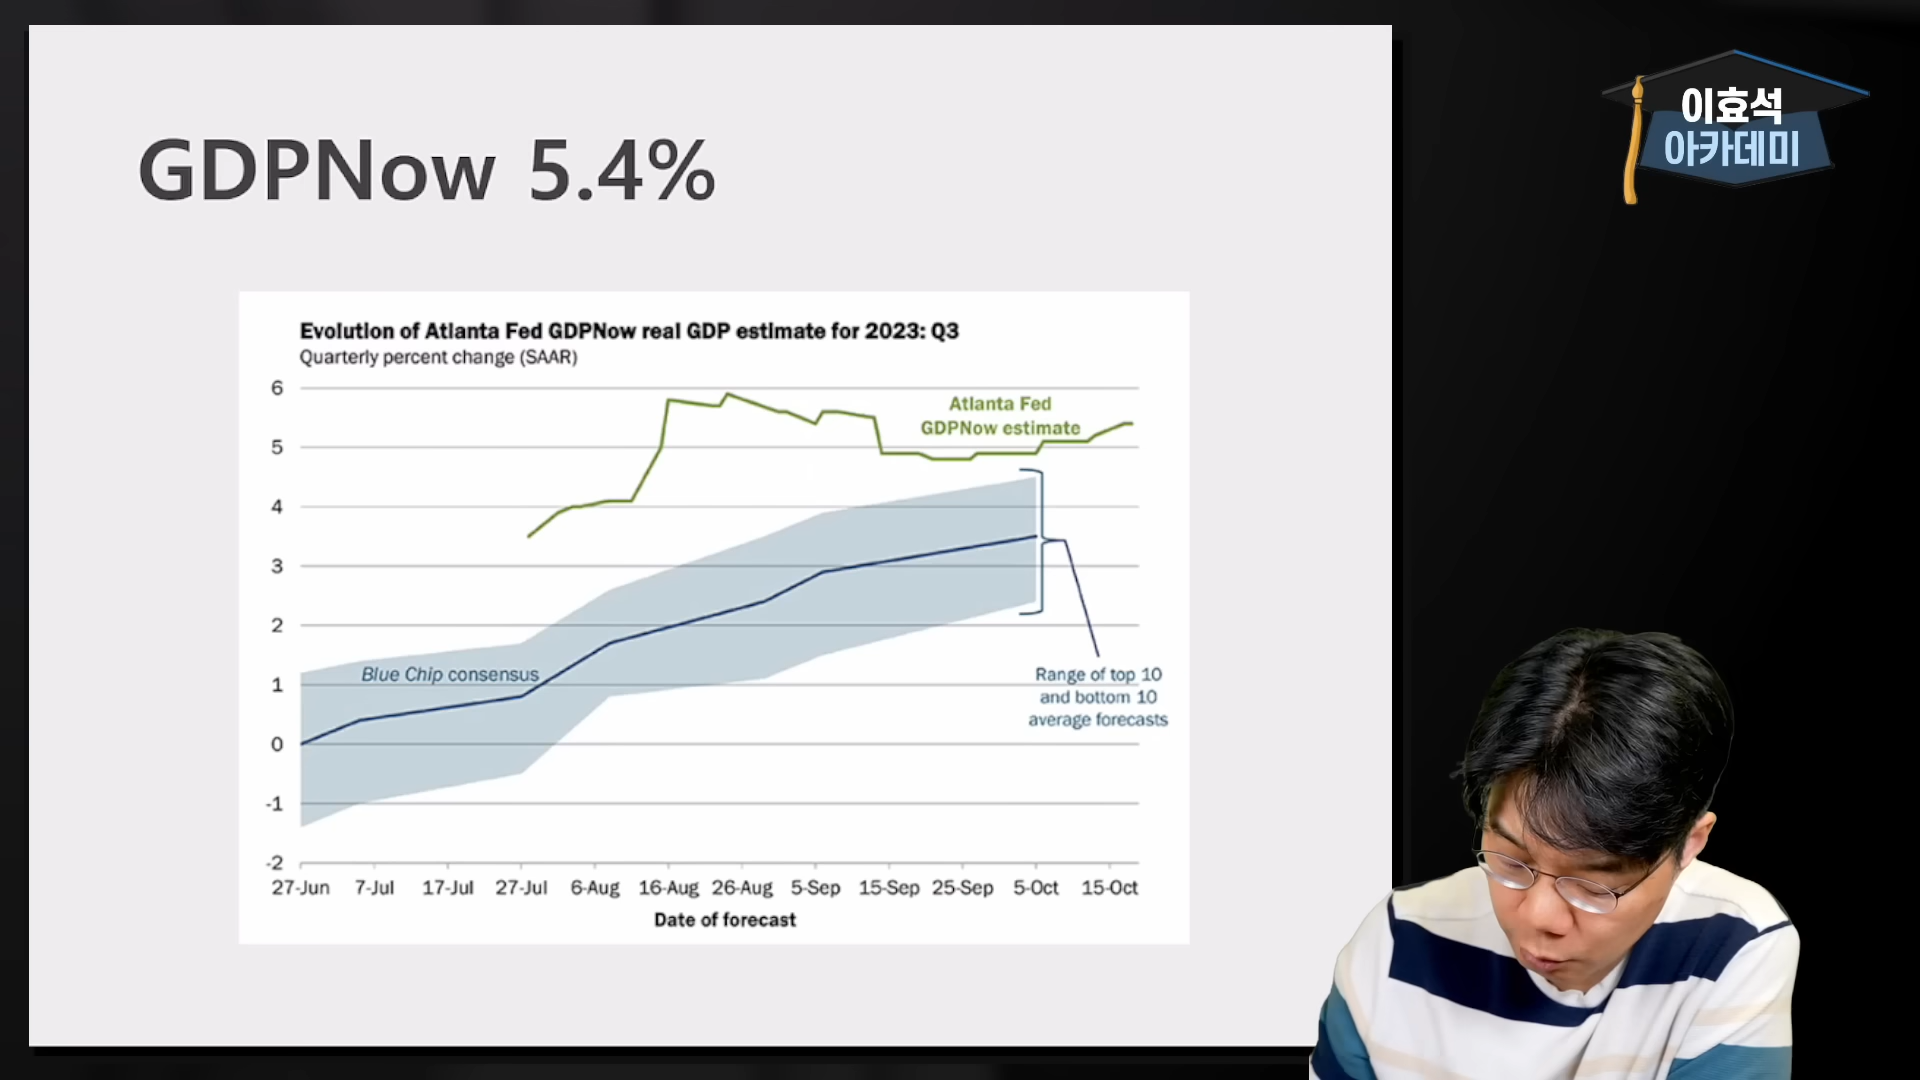 GDPNow 5.4%
이효석
아카데미
Evolution of Atlanta Fed GDPNow real GDP estimate for 2023: Q3
Quarterly percent change (SAAR)
6
5
4
3
2
1
0
-1
-2
Atlanta Fed
GDPNow estimate
Blue Chip consensus
Range of top 10
and bottom 10
average forecasts
27-Jun 7-Jul 17-Jul 27-Jul 6-Aug 16-Aug 26-Aug 5-Sep 15-Sep 25-Sep 5-Oct 15-Oct
Date of forecast